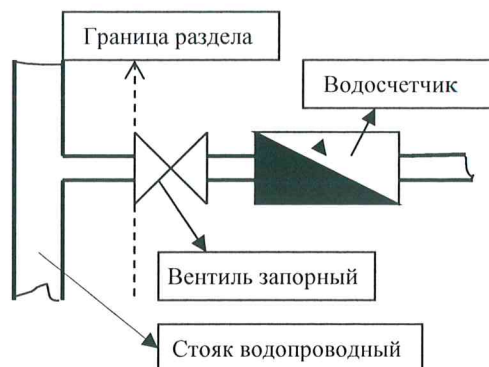 Граница раздела
Водосчетчик
Вентиль запорный
Стояк водопроводный